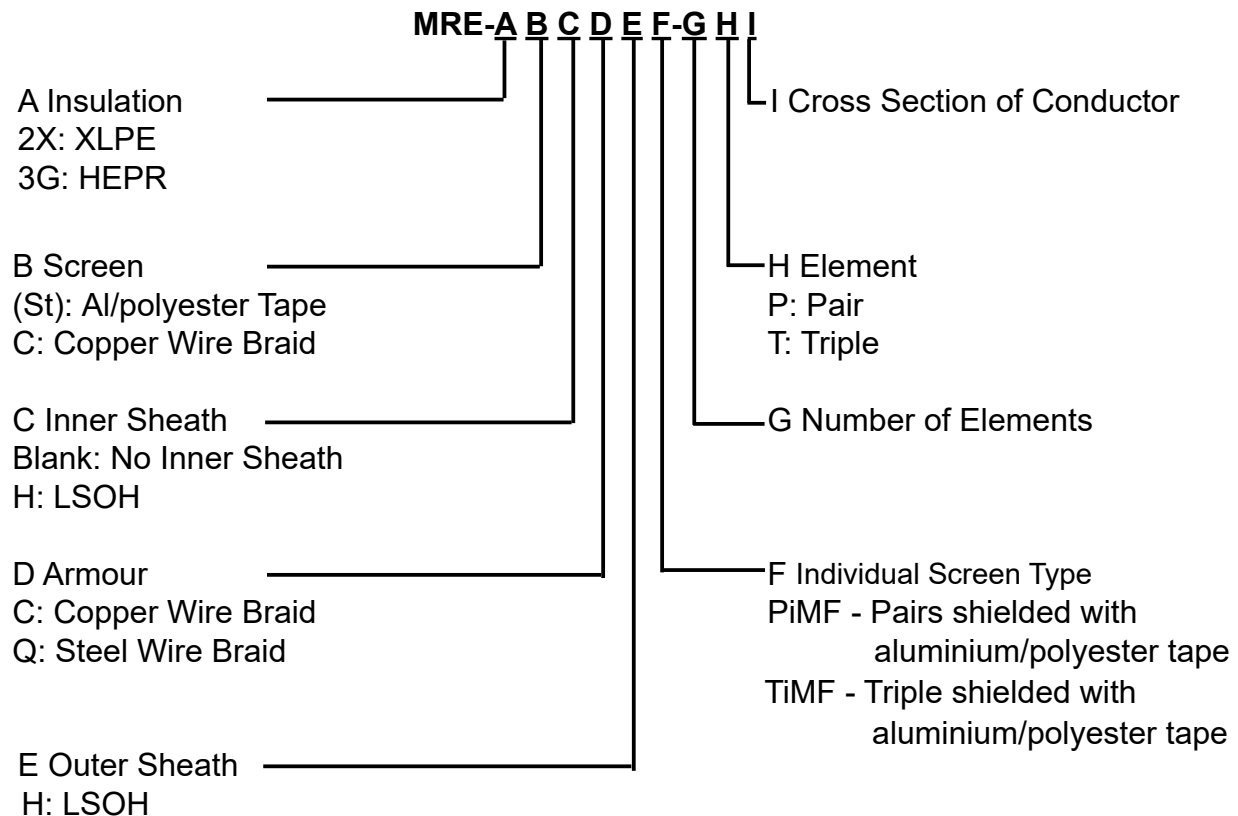 MRE-A B C D E F-G H I
A Insulation
2X: XLPE
3G: HEPR
B Screen
(St): Al/polyester Tape
C: Copper Wire Braid
C Inner Sheath
Blank: No Inner Sheath
H: LSOH
D Armour
C: Copper Wire Braid
Q: Steel Wire Braid
E Outer Sheath
H: LSOH
I Cross Section of Conductor
H Element
P: Pair
T: Triple
G Number of Elements
F Individual Screen Type
PiMF - Pairs shielded with
aluminium/polyester tape
TiMF - Triple shielded with
aluminium/polyester tape